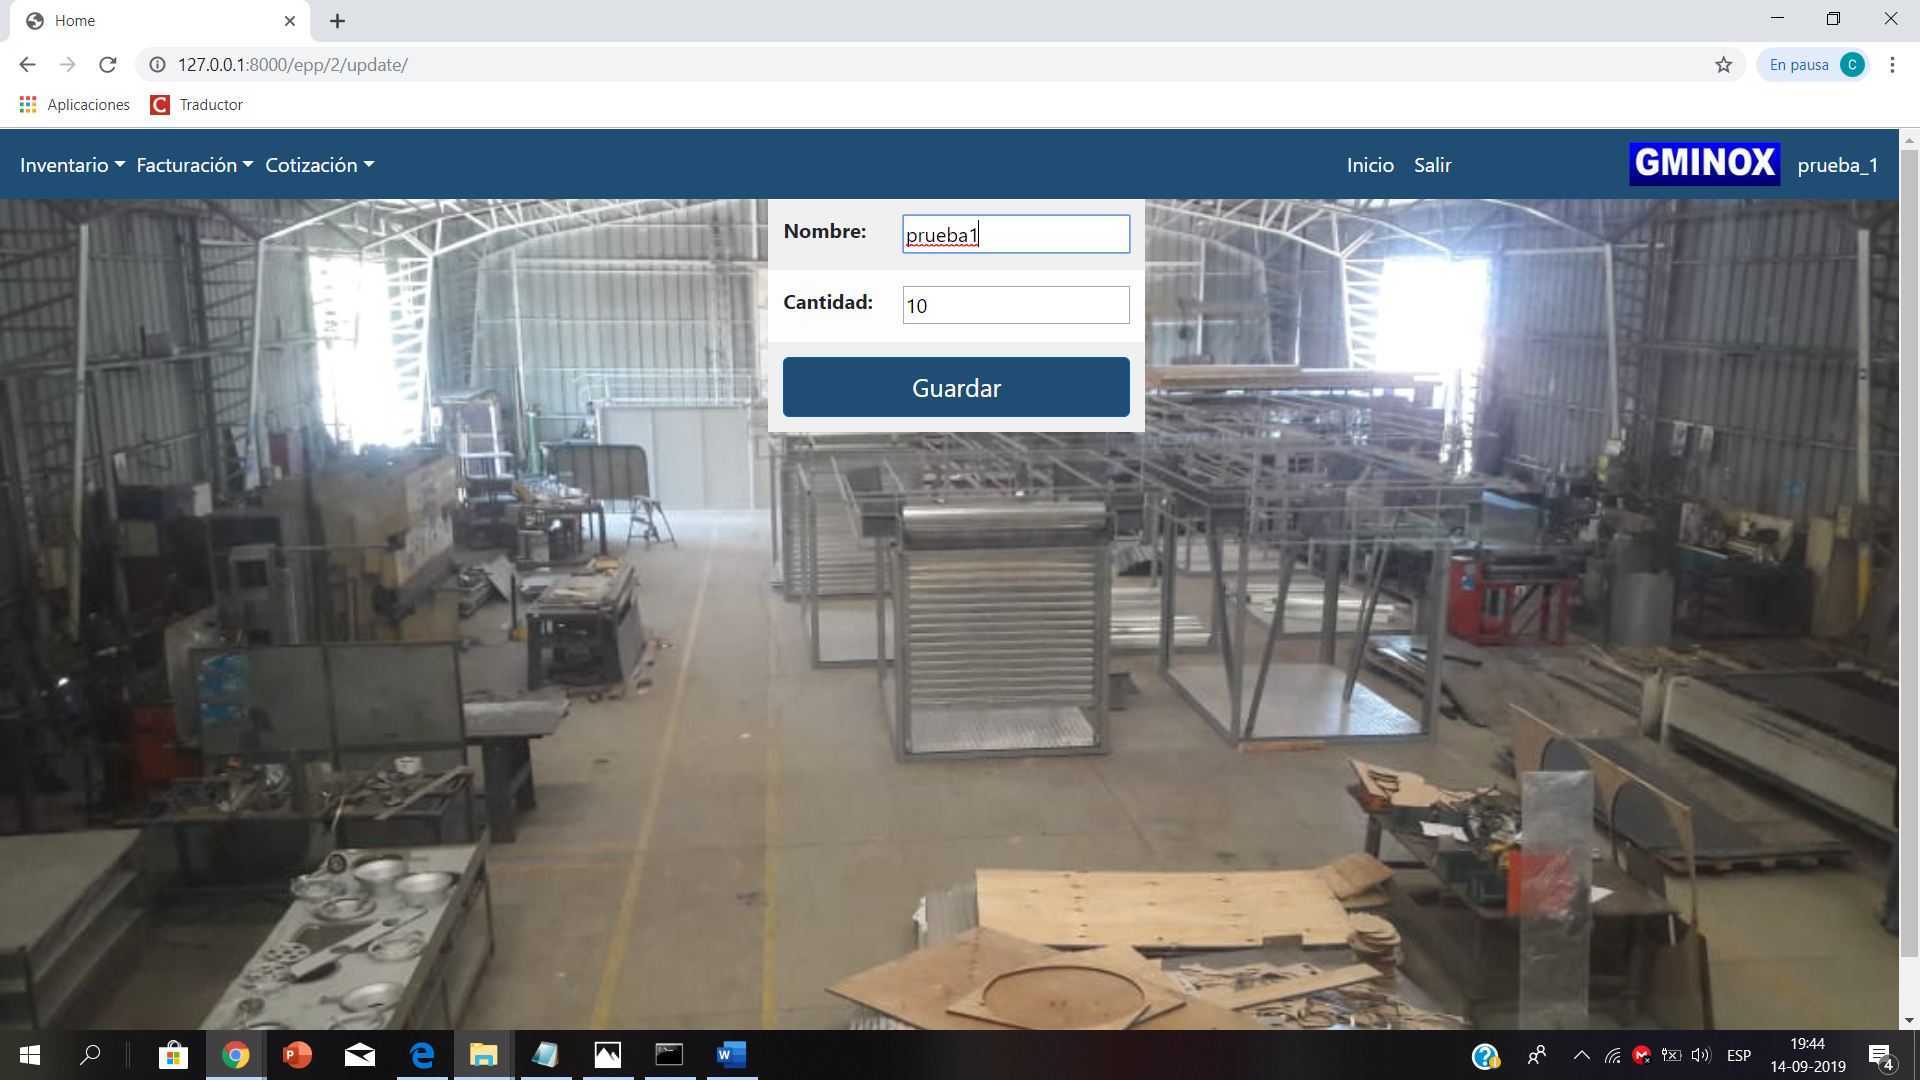 Home
127.0.0.1:8000/epp/2/update/
En pausa C
Aplicaciones C Traductor
Inventario Facturación Cotización Inicio Salir GMINOX prueba_1
Nombre: prueba1
Cantidad: 10
Guardar
ESP
19:44
14-09-2019
4